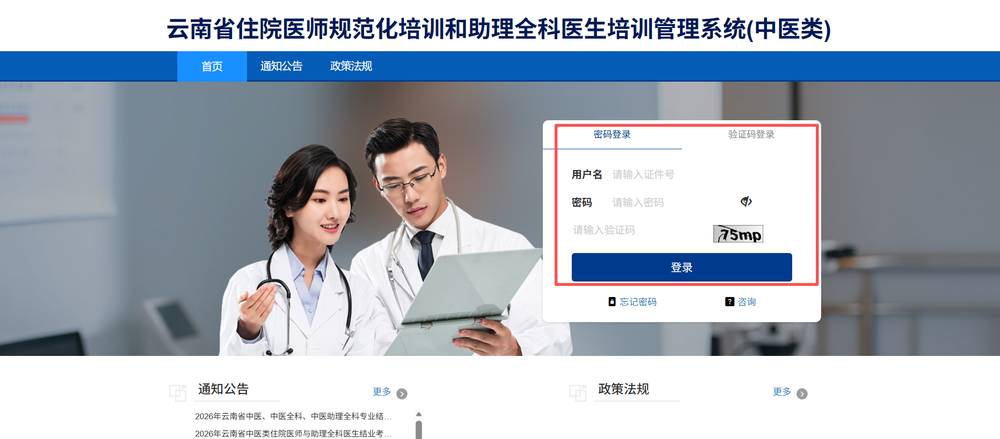 云南省住院医师规范化培训和助理全科医生培训管理系统(中医类)
首页 通知公告 政策法规
密码登录 验证码登录
用户名 请输入证件号
密码 请输入密码
请输入验证码 75mp
登录
忘记密码 ? 咨询
通知公告 更多
政策法规 更多
2026年云南省中医、中医全科、中医助理全科专业结...
2026年云南省中医类住院医师与助理全科医生结业考...